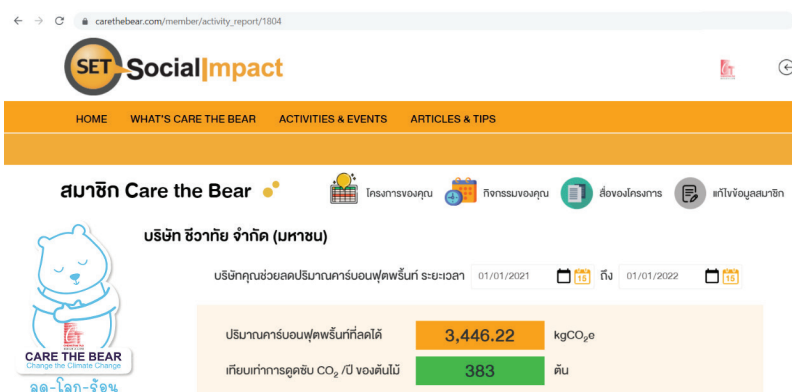 carethebear.com/member/activity_report/1804
SET Social Impact
HOME WHAT'S CARE THE BEAR ACTIVITIES & EVENTS ARTICLES & TIPS
สมาชิก Care the Bear โครงการของคุณ กิจกรรมของคุณ สื่อของโครงการ แก้ไขข้อมูลสมาชิก
บริษัท ชีวาทัย จำกัด (มหาชน)
บริษัทคุณช่วยลดปริมาณคาร์บอนฟุตพริ้นท์ ระยะเวลา 01/01/2021 15 ถึง 01/01/2022 15
ปริมาณคาร์บอนฟุตพริ้นท์ที่ลดได้ 3,446.22 kgCO₂e
เทียบเท่าการดูดซับ CO₂ /ปี ของต้นไม้ 383 ต้น
CARE THE BEAR
Change the Climate Change
ลด-โลก-ร้อน